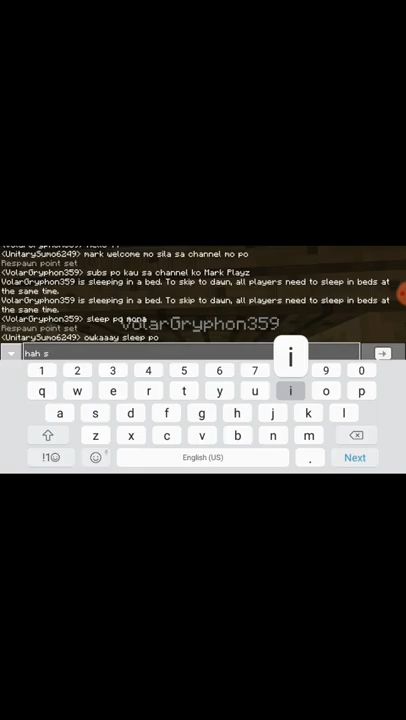 <UnitarySumo6249> mark welcome mo sila sa channel mo po
Respawn point set
<VolarGryphon359> subs po kau sa channel ko Mark Playz
VolarGryphon359 is sleeping in a bed. To skip to dawn, all players need to sleep in beds at
the same time.
VolarGryphon359 is sleeping in a bed. To skip to dawn, all players need to sleep in beds at
the same time.
<VolarGryphon359> sleep pq mona
VolarGryphon359
Respawn point set
<UnitarySumo6249> owkaaay sleep po
hah s
i
1 2 3 4 5 6 7 9 0
q w e r t y u i o p
a s d f g h j k l
z x c v b n m
!1☺ English (US) . Next